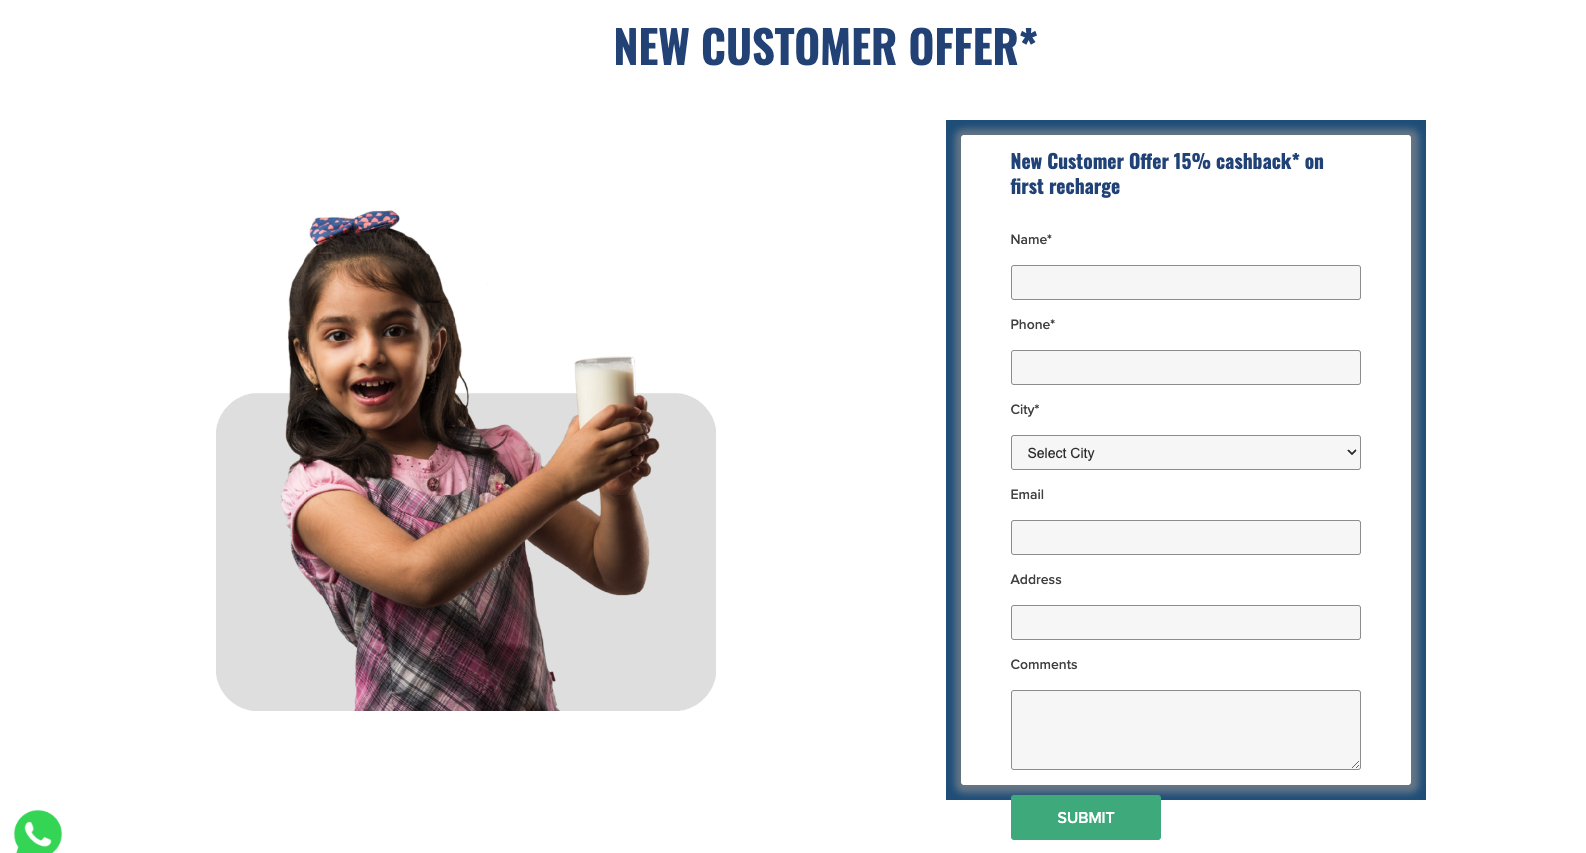 NEW CUSTOMER OFFER*
New Customer Offer 15% cashback* on
first recharge
Name*
Phone*
City*
Select City
Email
Address
Comments
SUBMIT